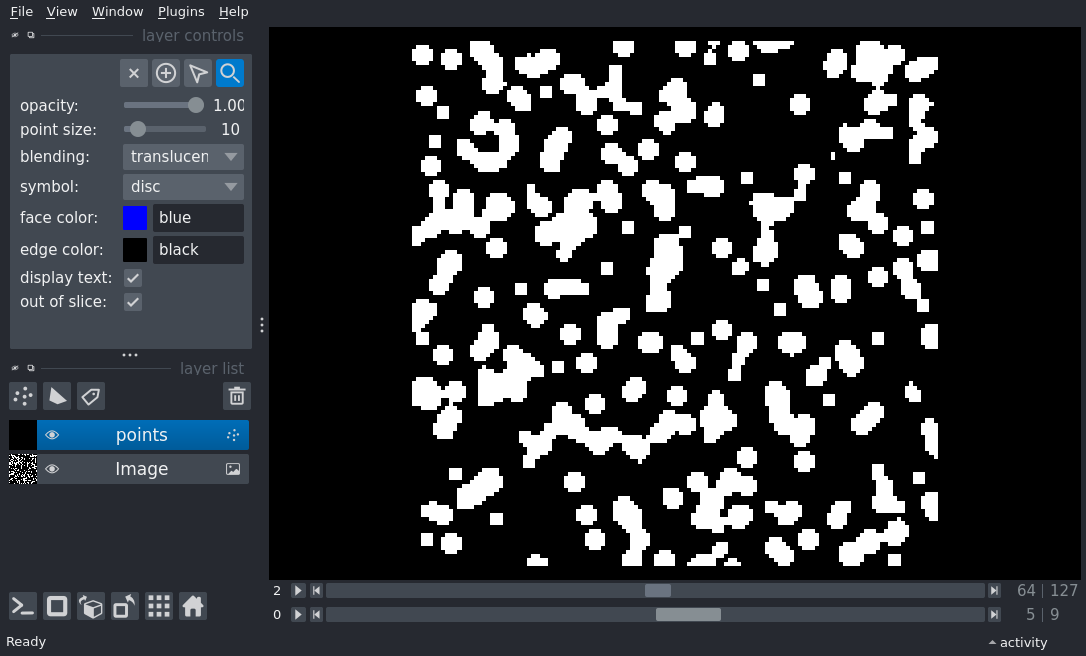 File View Window Plugins Help
layer controls
opacity: 1.00
point size: 10
blending: translucen
symbol: disc
face color: blue
edge color: black
display text:
out of slice:
layer list
points
Image
2 64 | 127
0 5 | 9
Ready activity